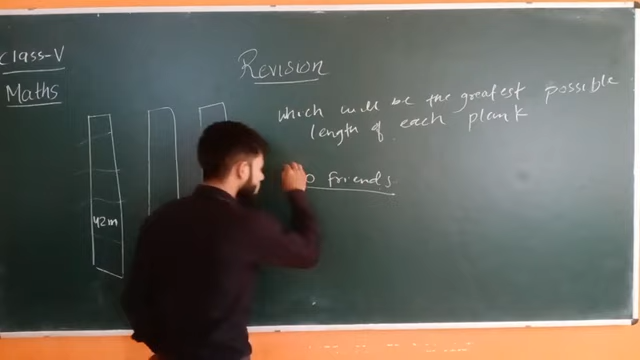 Class-V
Maths
Revision
which will be the greatest possible
length of each plank
friends
42m